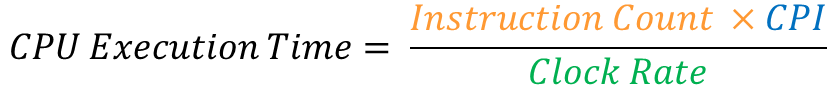 CPU Execution Time = Instruction Count × CPI
Clock Rate